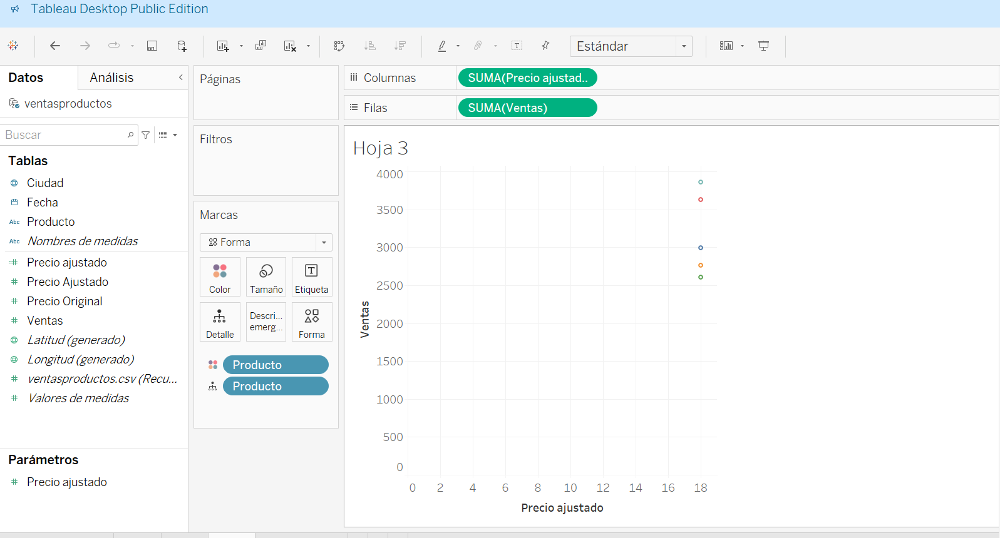 Tableau Desktop Public Edition
Estándar
Datos
Análisis
ventasproductos
Buscar
Tablas
Ciudad
Fecha
Abc Producto
Abc Nombres de medidas
Precio ajustado
Precio Ajustado
Precio Original
Ventas
Latitud (generado)
Longitud (generado)
ventasproductos.csv (Recu...
Valores de medidas
Parámetros
Precio ajustado
Páginas
Filtros
Marcas
Forma
Color
Tamaño
Etiqueta
Detalle
Descri...
emerg...
Forma
Producto
Producto
Columnas
SUMA(Precio ajustad..
Filas
SUMA(Ventas)
Hoja 3
4000
3500
3000
2500
2000
1500
1000
500
0
Ventas
0 2 4 6 8 10 12 14 16 18
Precio ajustado